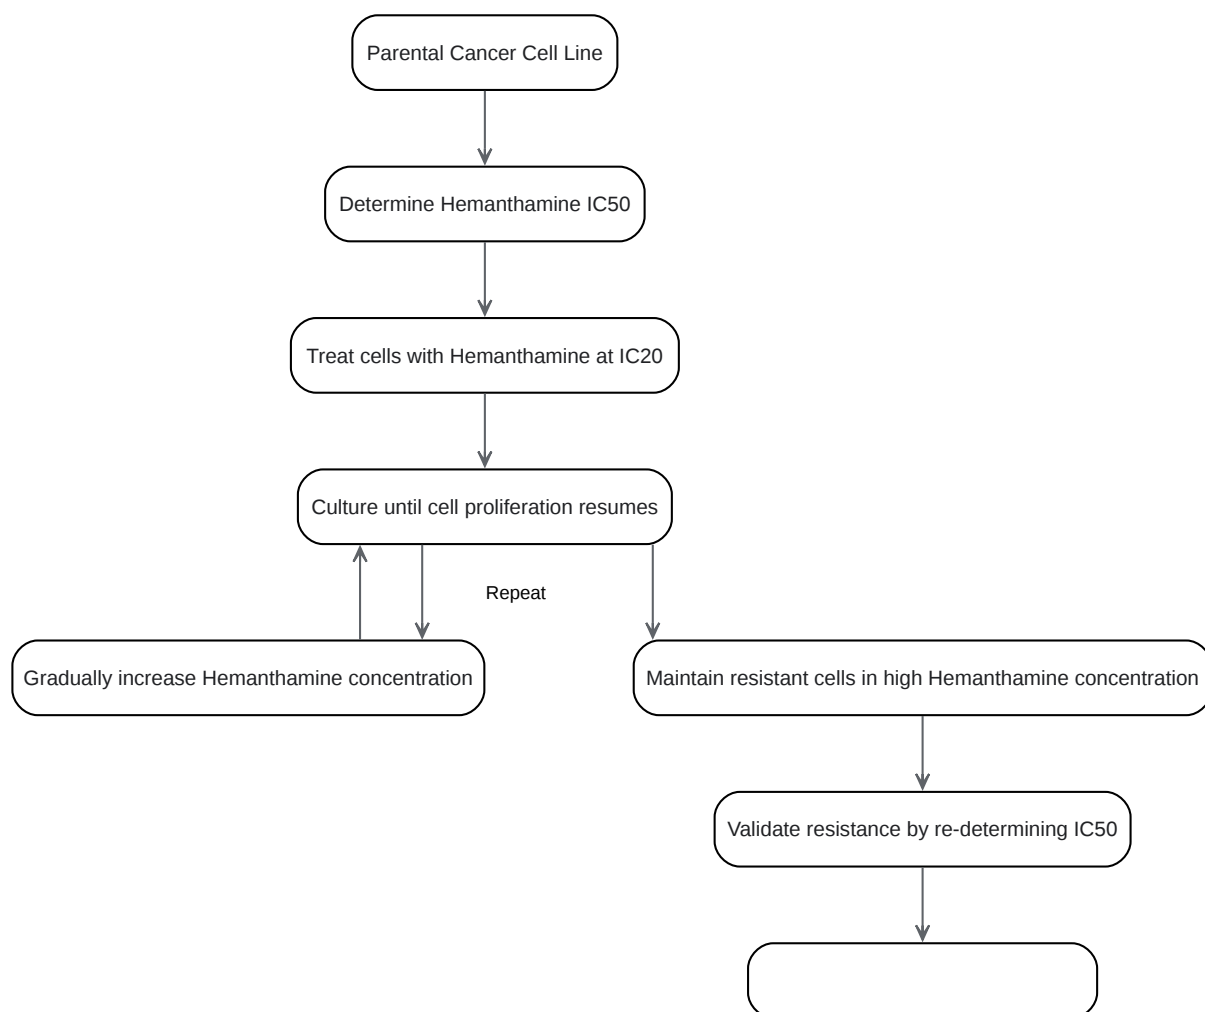 Parental Cancer Cell Line
Determine Hemanthamine IC50
Treat cells with Hemanthamine at IC20
Culture until cell proliferation resumes
Repeat
Gradually increase Hemanthamine concentration
Maintain resistant cells in high Hemanthamine concentration
Validate resistance by re-determining IC50